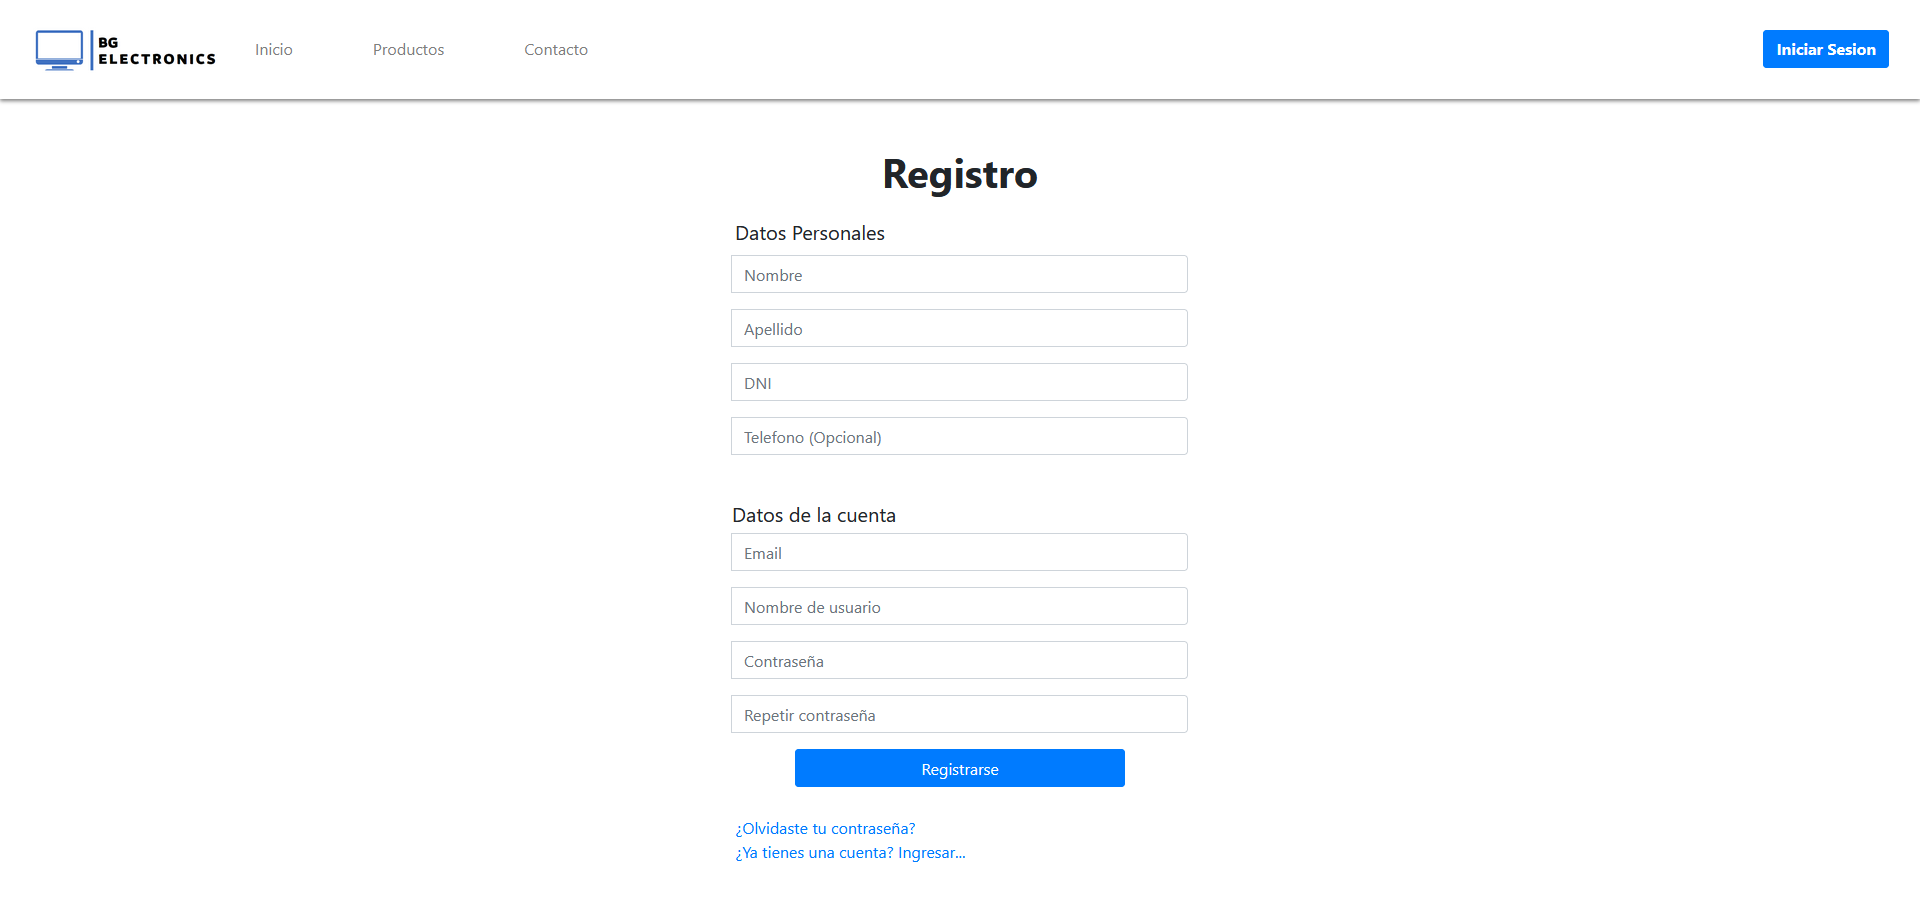 BG
ELECTRONICS
Inicio
Productos
Contacto
Iniciar Sesion
Registro
Datos Personales
Nombre
Apellido
DNI
Telefono (Opcional)
Datos de la cuenta
Email
Nombre de usuario
Contraseña
Repetir contraseña
Registrarse
¿Olvidaste tu contraseña?
¿Ya tienes una cuenta? Ingresar...